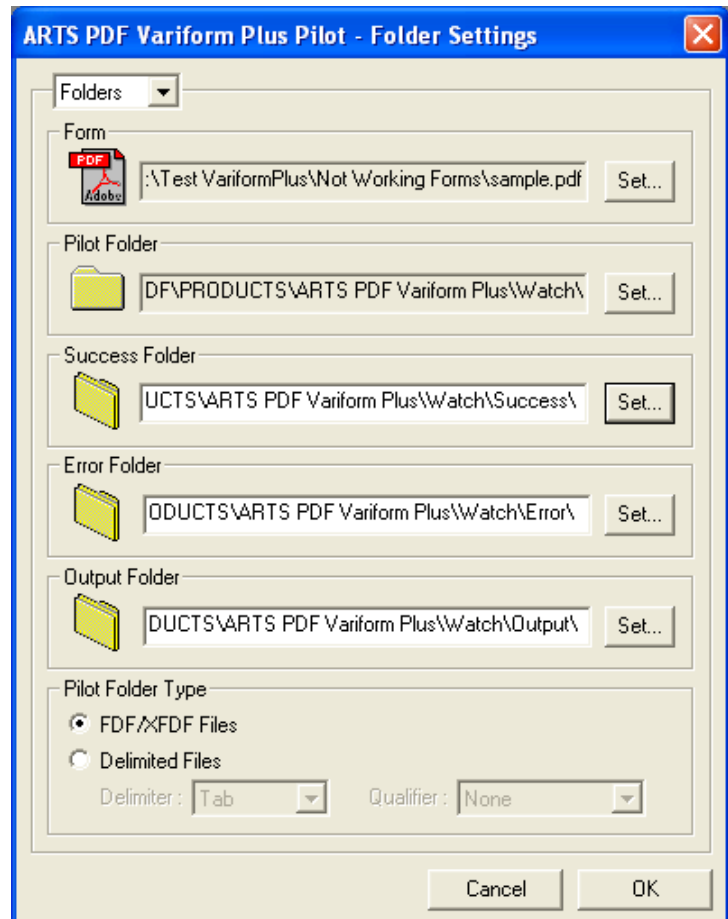 ARTS PDF Variform Plus Pilot - Folder Settings
Folders
Form
PDF
Adobe
:\Test VariformPlus\Not Working Forms\sample.pdf
Set...
Pilot Folder
DF\PRODUCTS\ARTS PDF Variform Plus\Watch\
Set...
Success Folder
UCTS\ARTS PDF Variform Plus\Watch\Success\
Set...
Error Folder
ODUCTS\ARTS PDF Variform Plus\Watch\Error\
Set...
Output Folder
DUCTS\ARTS PDF Variform Plus\Watch\Output\
Set...
Pilot Folder Type
FDF/XFDF Files
Delimited Files
Delimiter : Tab Qualifier : None
Cancel OK